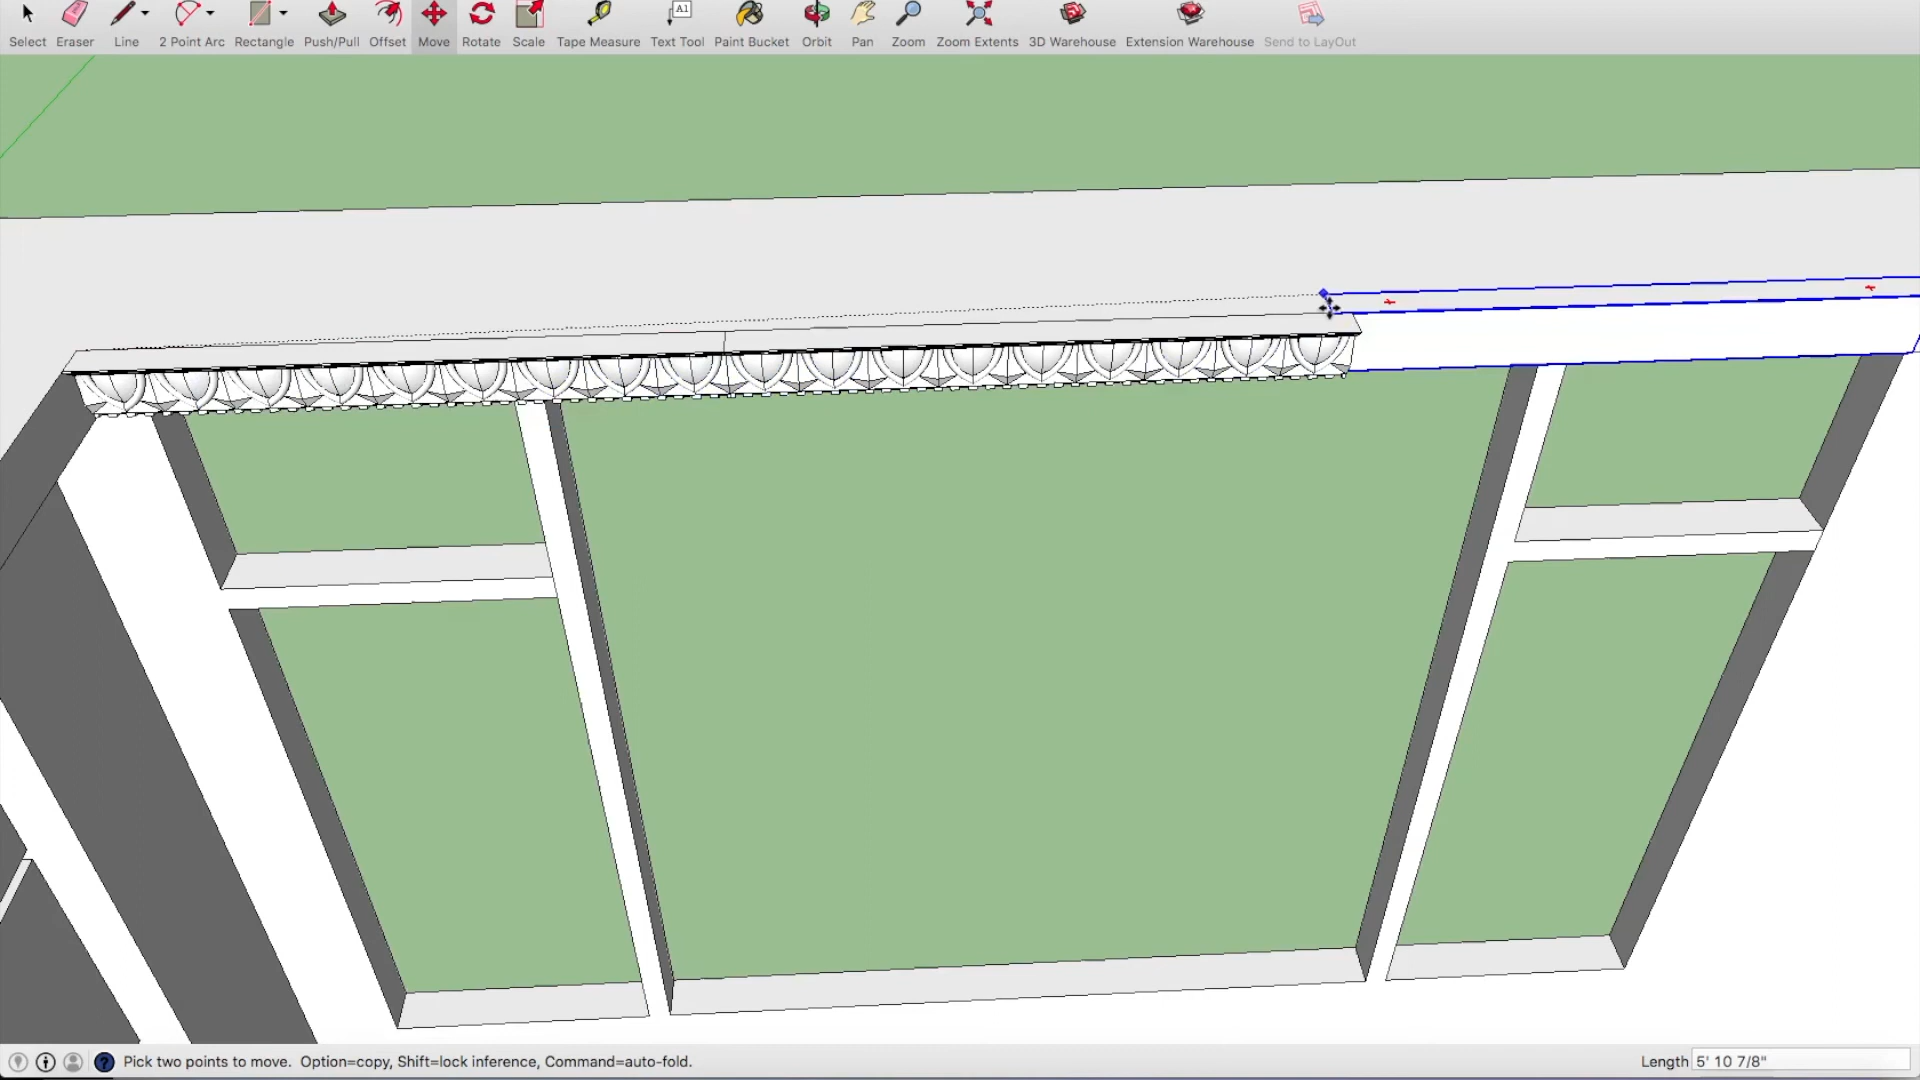 Select Eraser Line 2 Point Arc Rectangle Push/Pull Offset Move Rotate Scale Tape Measure Text Tool Paint Bucket Orbit Pan Zoom Zoom Extents 3D Warehouse Extension Warehouse Send to LayOut
A1
Pick two points to move. Option=copy, Shift=lock inference, Command=auto-fold. Length 5' 10 7/8"